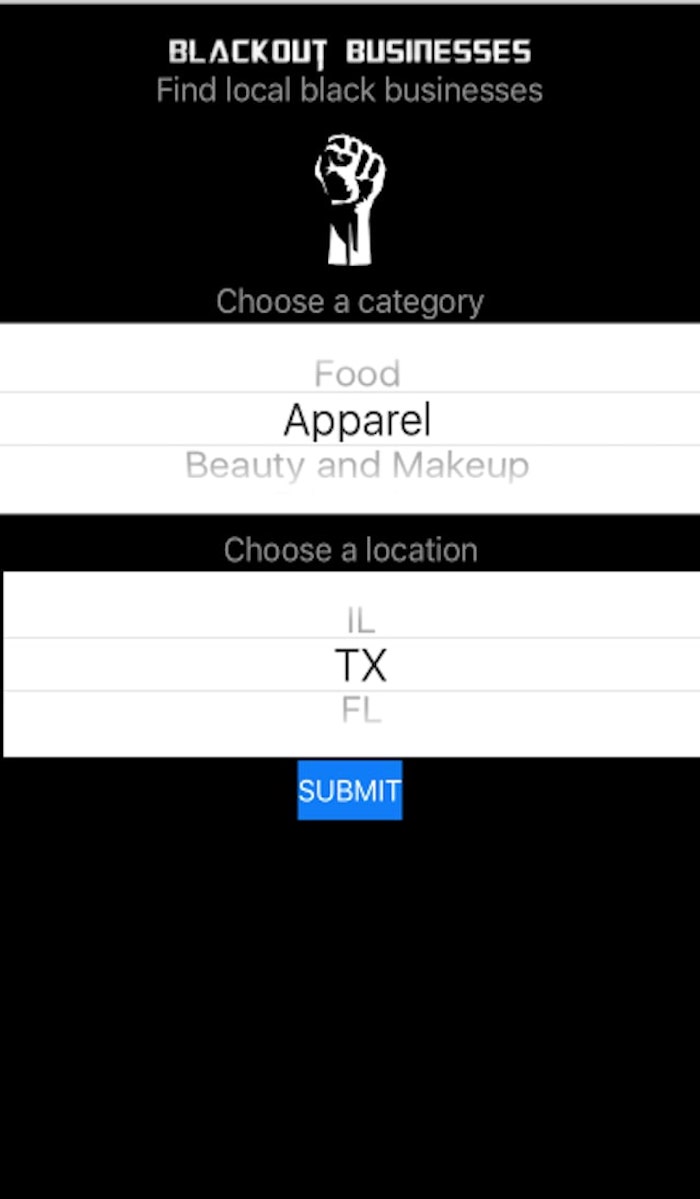 BLACKOUT BUSINESSES
Find local black businesses
Choose a category
Food
Apparel
Beauty and Makeup
Choose a location
IL
TX
FL
SUBMIT